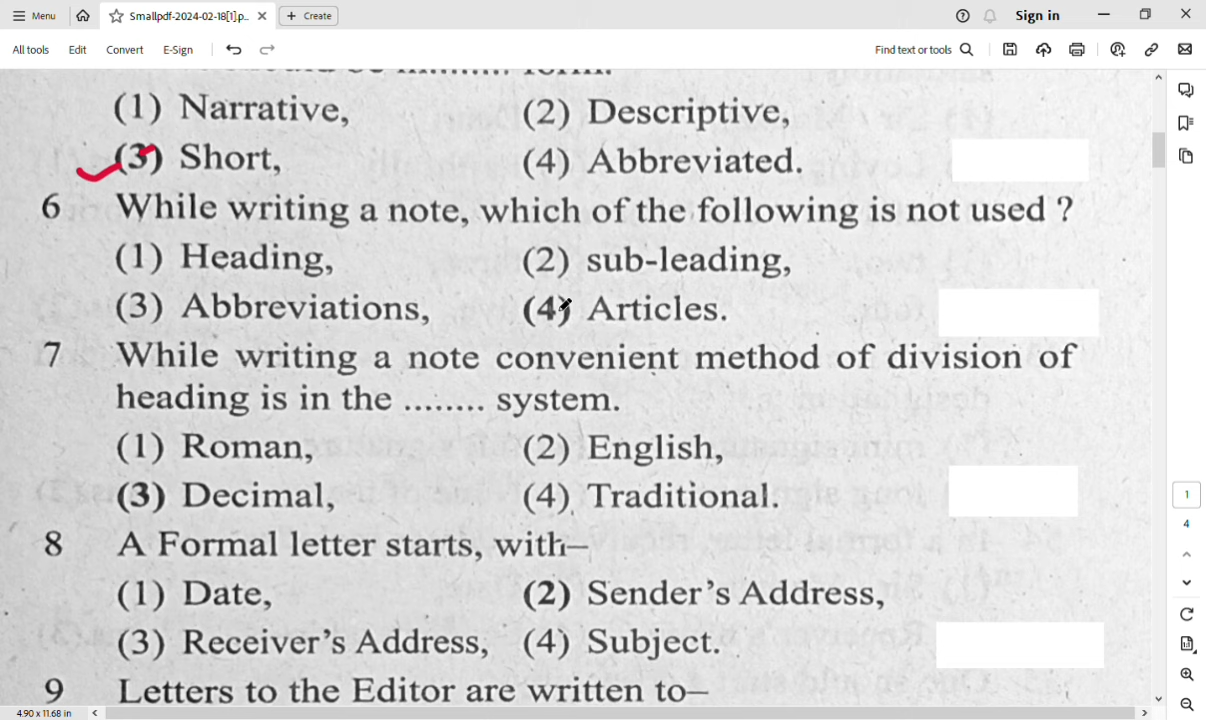 Menu
Smallpdf-2024-02-18[1]p...
Create
Sign in
All tools Edit Convert E-Sign
Find text or tools
(1) Narrative, (2) Descriptive,
(3) Short, (4) Abbreviated.
6 While writing a note, which of the following is not used ?
(1) Heading, (2) sub-leading,
(3) Abbreviations, (4) Articles.
7 While writing a note convenient method of division of
heading is in the ........ system.
(1) Roman, (2) English,
(3) Decimal, (4) Traditional.
8 A Formal letter starts, with–
(1) Date, (2) Sender's Address,
(3) Receiver's Address, (4) Subject.
9 Letters to the Editor are written to–
1
4
4.90 x 11.68 in